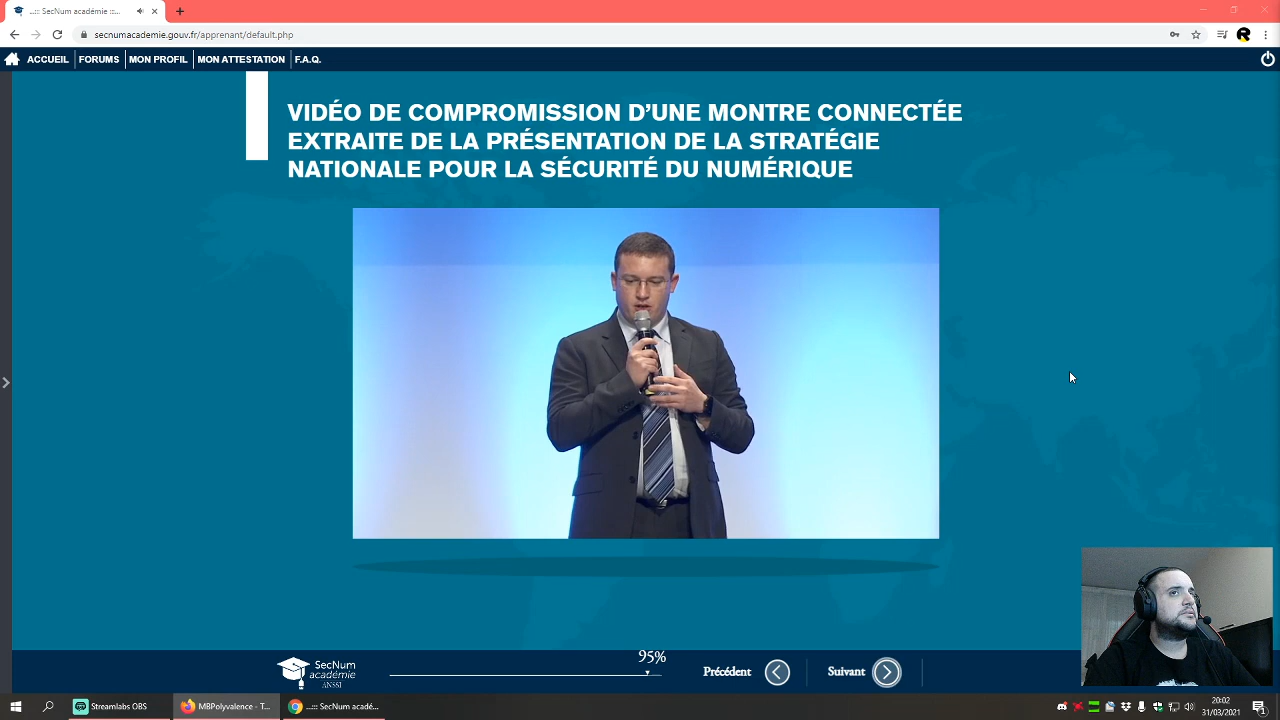 ..::: SecNum académie :::..
secnumacademie.gouv.fr/apprenant/default.php
ACCUEIL
FORUMS
MON PROFIL
MON ATTESTATION
F.A.Q.
VIDÉO DE COMPROMISSION D’UNE MONTRE CONNECTÉE
EXTRAITE DE LA PRÉSENTATION DE LA STRATÉGIE
NATIONALE POUR LA SÉCURITÉ DU NUMÉRIQUE
SecNum
académie
ANSSI
95%
Précédent
Suivant
Streamlabs OBS
MBPolyvalence - T...
..::: SecNum acadé...
20:02
31/03/2021